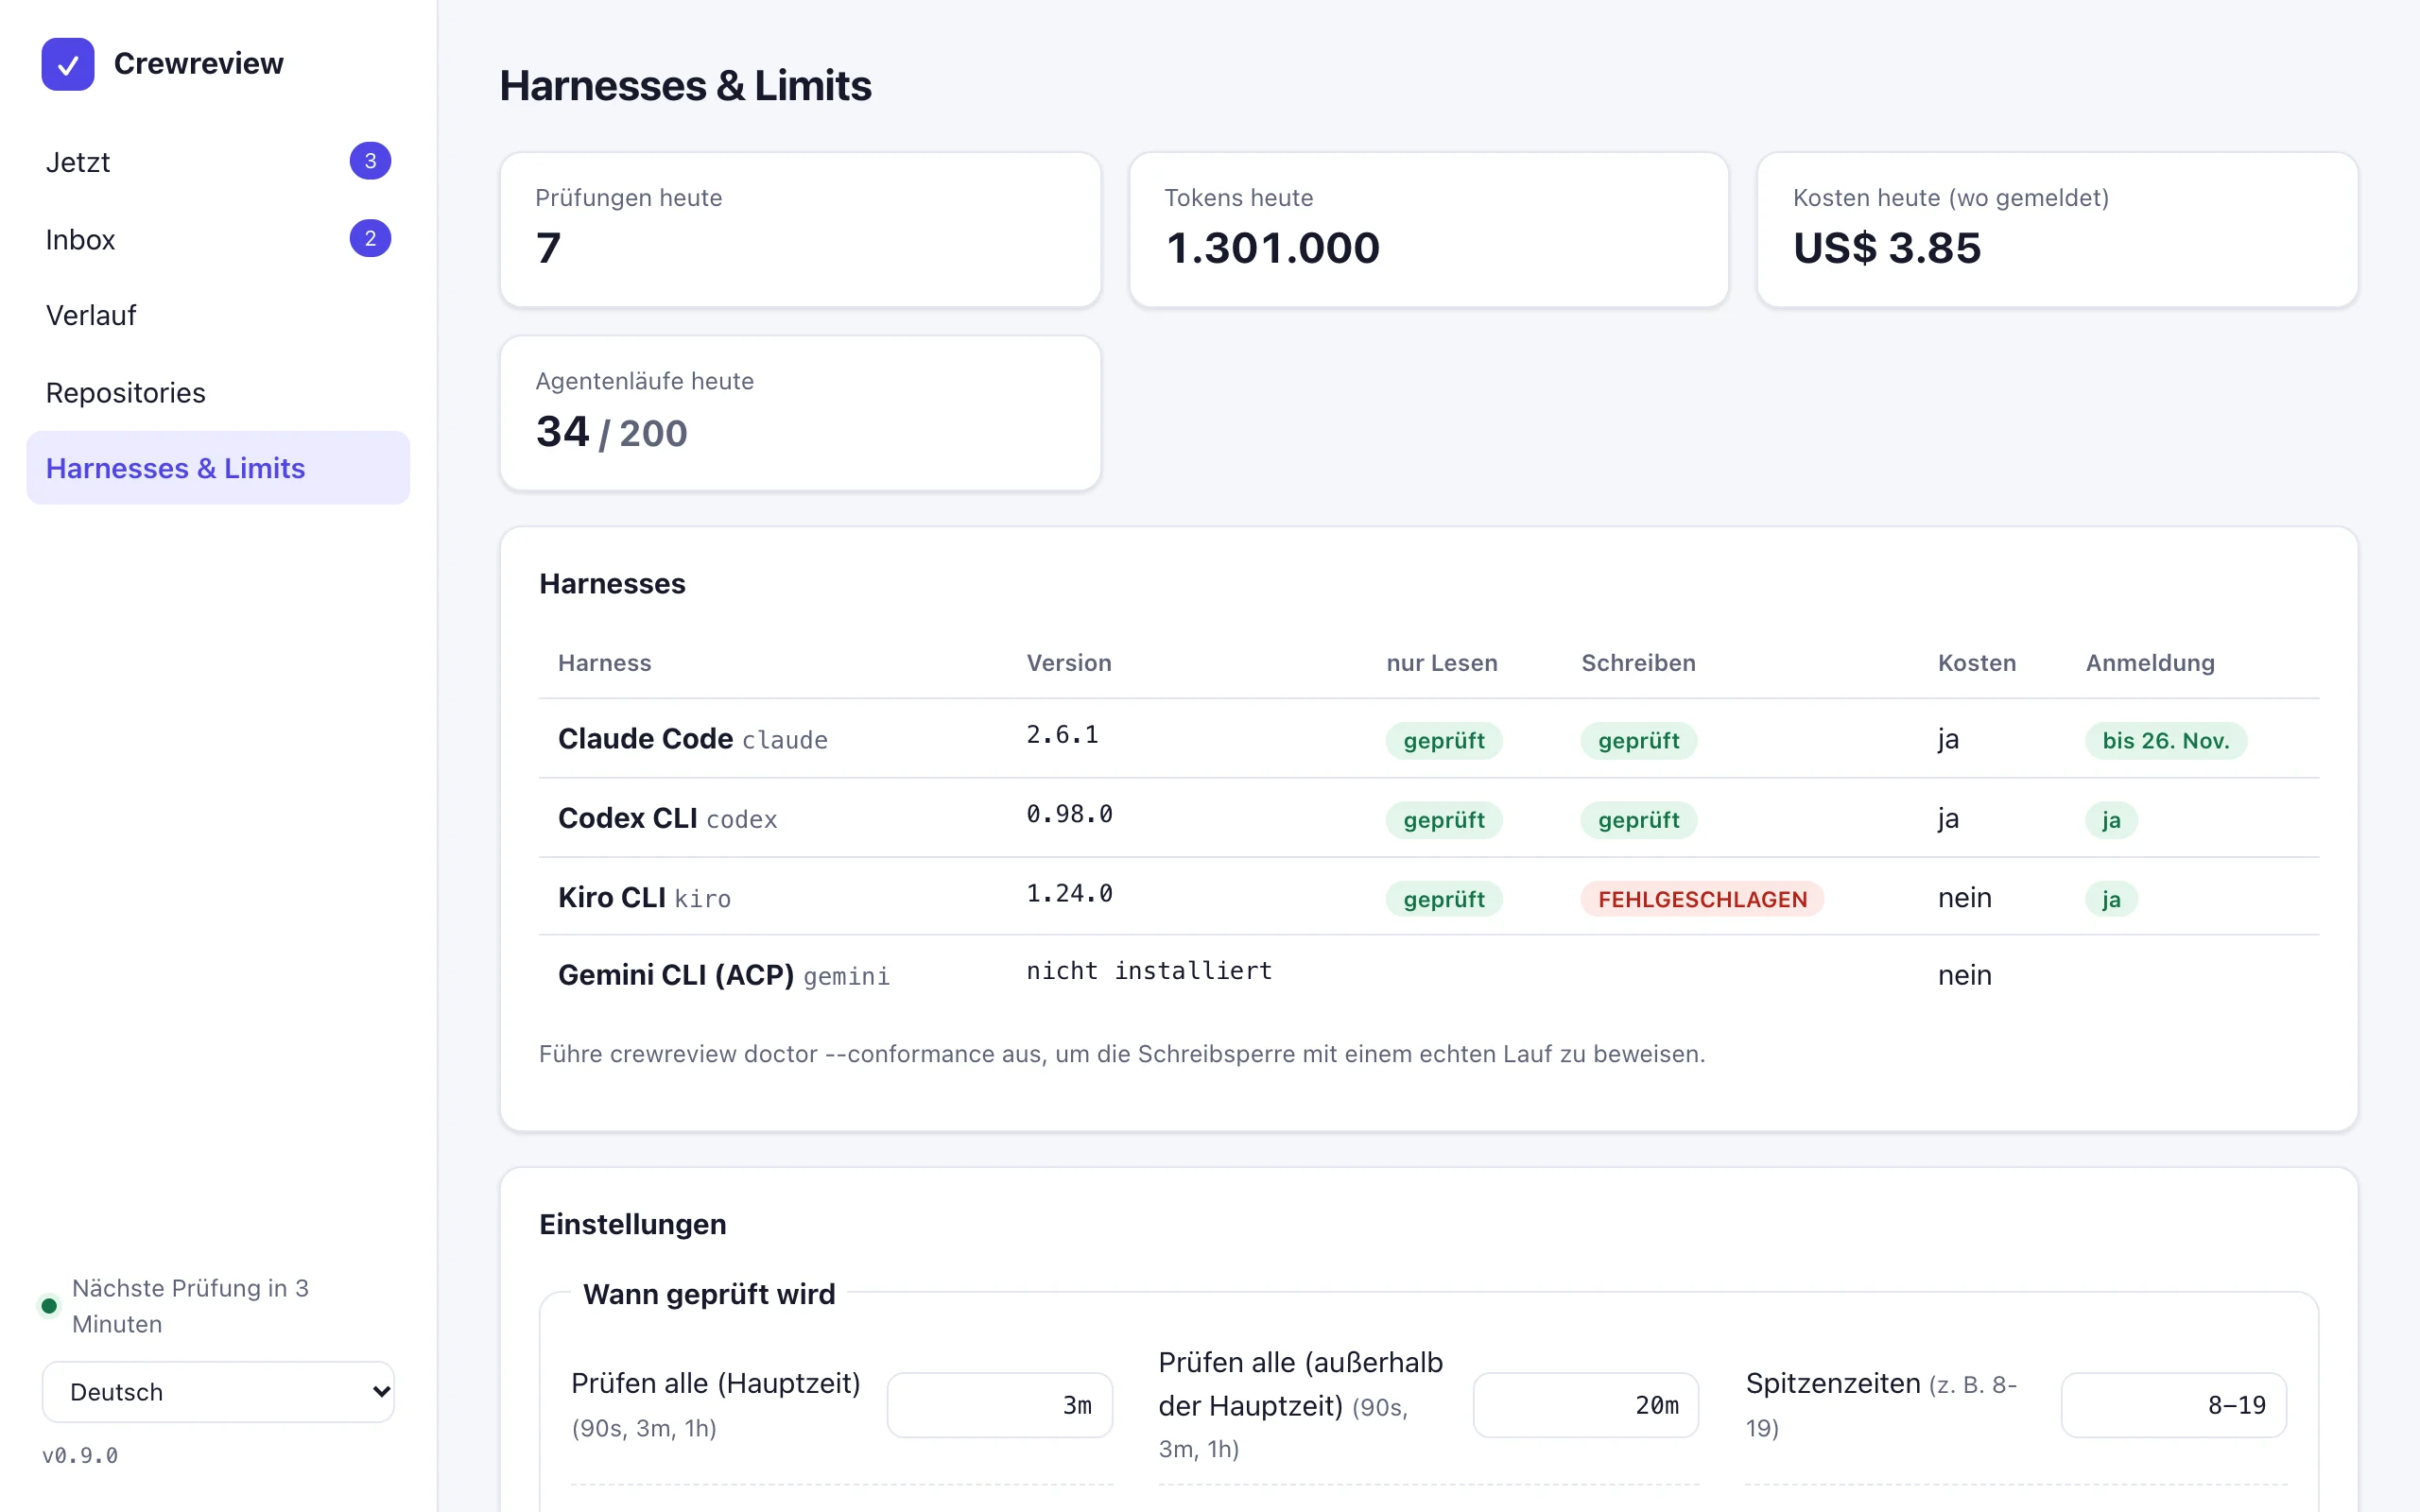 Crewreview
Jetzt 3
Inbox 2
Verlauf
Repositories
Harnesses & Limits
Nächste Prüfung in 3
Minuten
Deutsch
v0.9.0
Harnesses & Limits
Prüfungen heute
7
Tokens heute
1.301.000
Kosten heute (wo gemeldet)
US$ 3.85
Agentenläufe heute
34 / 200
Harnesses
Harness Version nur Lesen Schreiben Kosten Anmeldung
Claude Code claude 2.6.1 geprüft geprüft ja bis 26. Nov.
Codex CLI codex 0.98.0 geprüft geprüft ja ja
Kiro CLI kiro 1.24.0 geprüft FEHLGESCHLAGEN nein ja
Gemini CLI (ACP) gemini nicht installiert nein
Führe crewreview doctor --conformance aus, um die Schreibsperre mit einem echten Lauf zu beweisen.
Einstellungen
Wann geprüft wird
Prüfen alle (Hauptzeit)
(90s, 3m, 1h)
3m
Prüfen alle (außerhalb
der Hauptzeit) (90s,
3m, 1h)
20m
Spitzenzeiten (z. B. 8-
19)
8–19